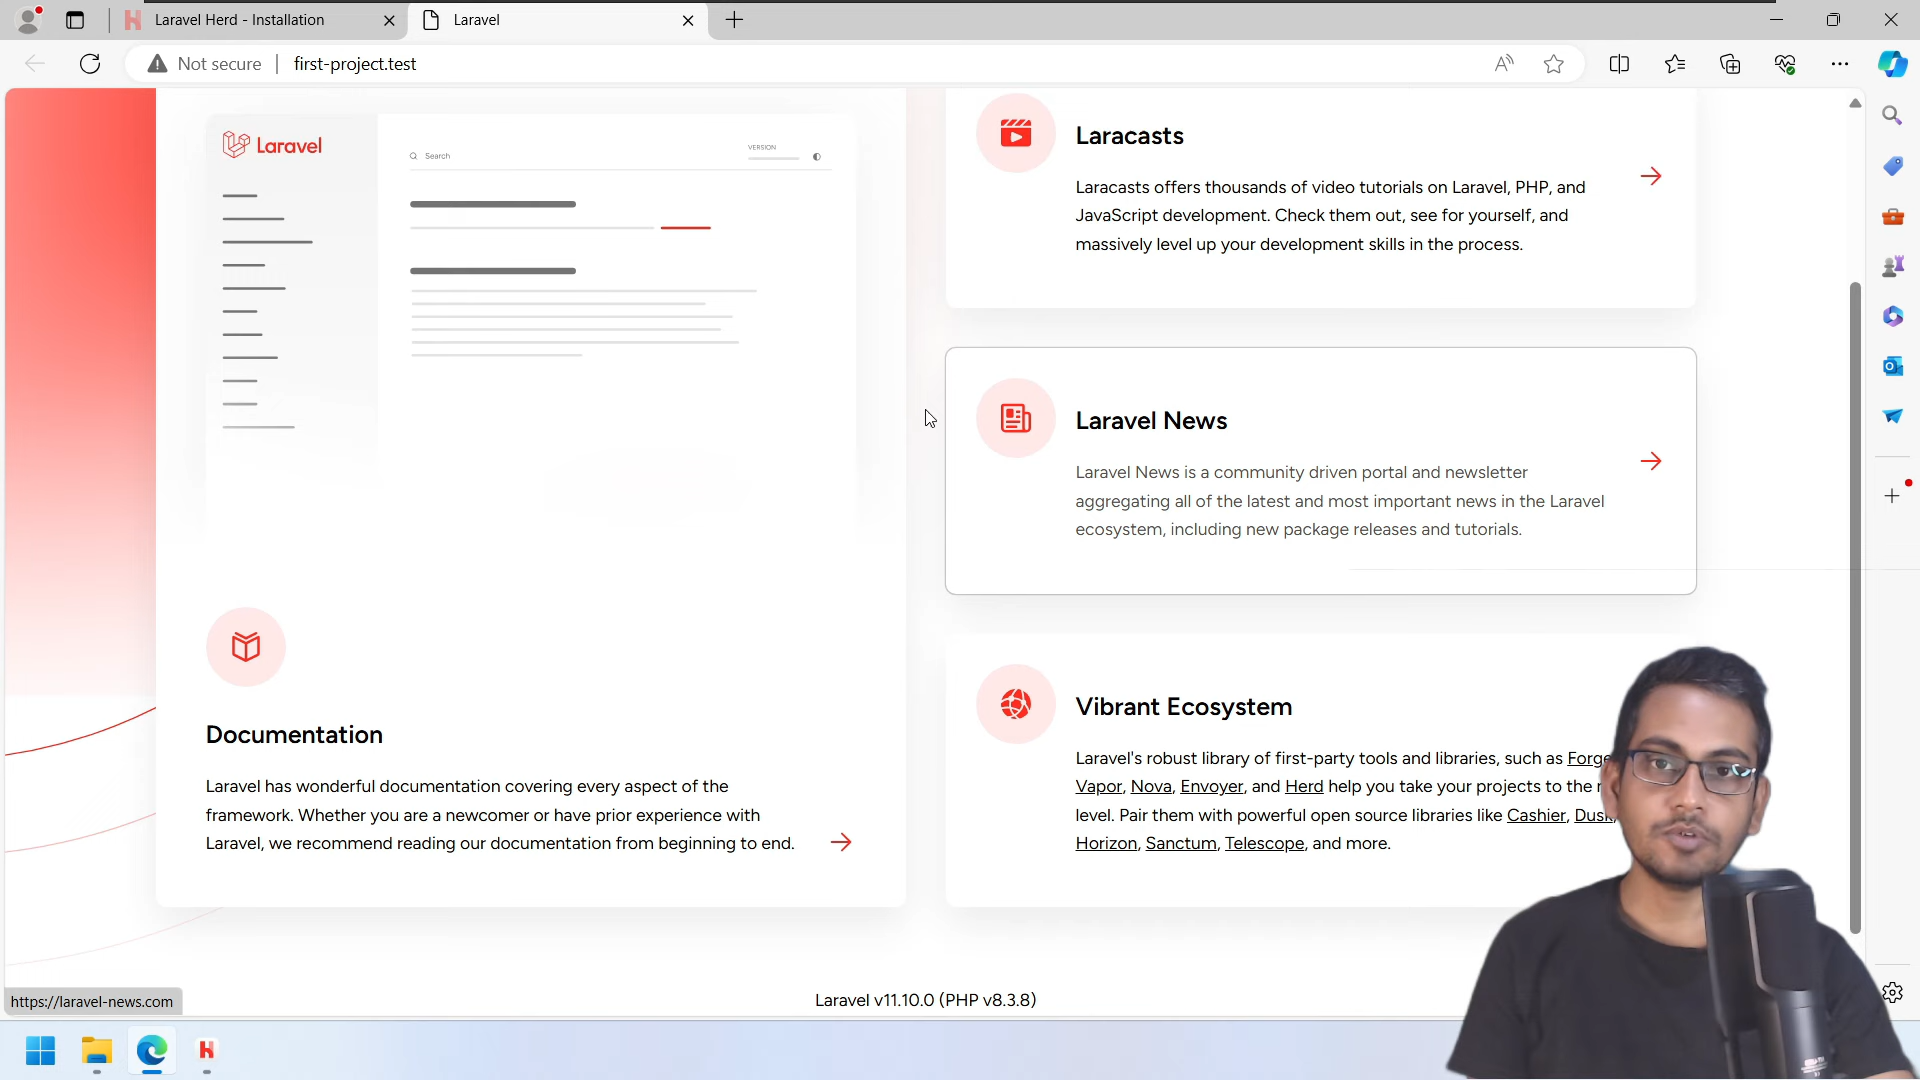 Laravel Herd - Installation
Laravel
Not secure
first-project.test
Laravel
Search
VERSION
Documentation
Laravel has wonderful documentation covering every aspect of the
framework. Whether you are a newcomer or have prior experience with
Laravel, we recommend reading our documentation from beginning to end.
Laracasts
Laracasts offers thousands of video tutorials on Laravel, PHP, and
JavaScript development. Check them out, see for yourself, and
massively level up your development skills in the process.
Laravel News
Laravel News is a community driven portal and newsletter
aggregating all of the latest and most important news in the Laravel
ecosystem, including new package releases and tutorials.
Vibrant Ecosystem
Laravel's robust library of first-party tools and libraries, such as Forge
Vapor, Nova, Envoyer, and Herd help you take your projects to the
level. Pair them with powerful open source libraries like Cashier, Dusk,
Horizon, Sanctum, Telescope, and more.
https://laravel-news.com
Laravel v11.10.0 (PHP v8.3.8)